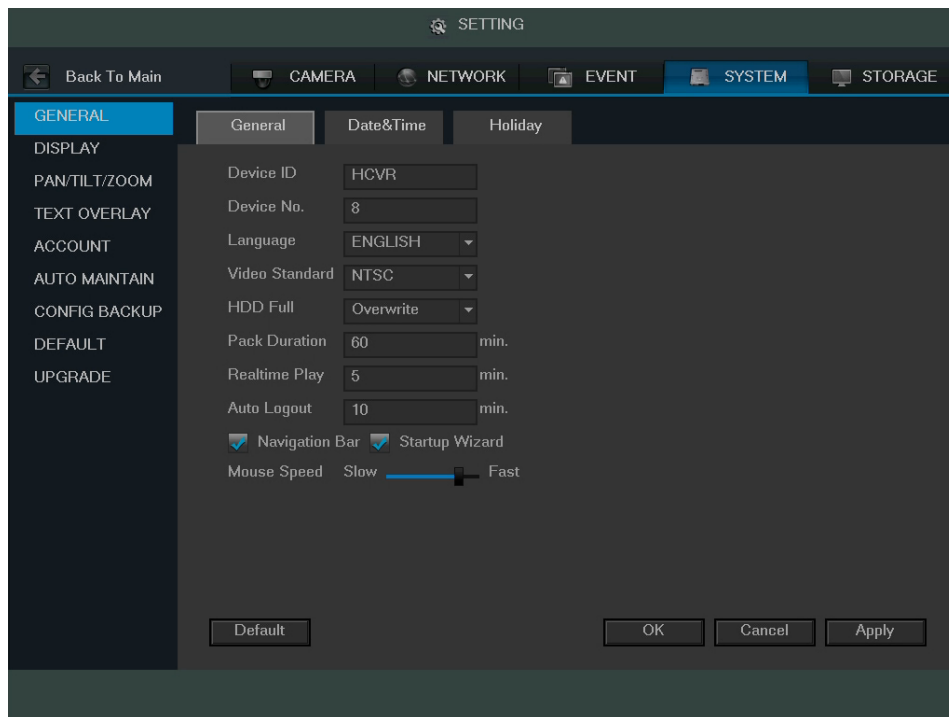 SETTING
Back To Main CAMERA NETWORK EVENT SYSTEM STORAGE
GENERAL
DISPLAY
PAN/TILT/ZOOM
TEXT OVERLAY
ACCOUNT
AUTO MAINTAIN
CONFIG BACKUP
DEFAULT
UPGRADE
General Date&Time Holiday
Device ID HCVR
Device No. 8
Language ENGLISH
Video Standard NTSC
HDD Full Overwrite
Pack Duration 60 min.
Realtime Play 5 min.
Auto Logout 10 min.
Navigation Bar Startup Wizard
Mouse Speed Slow Fast
Default OK Cancel Apply